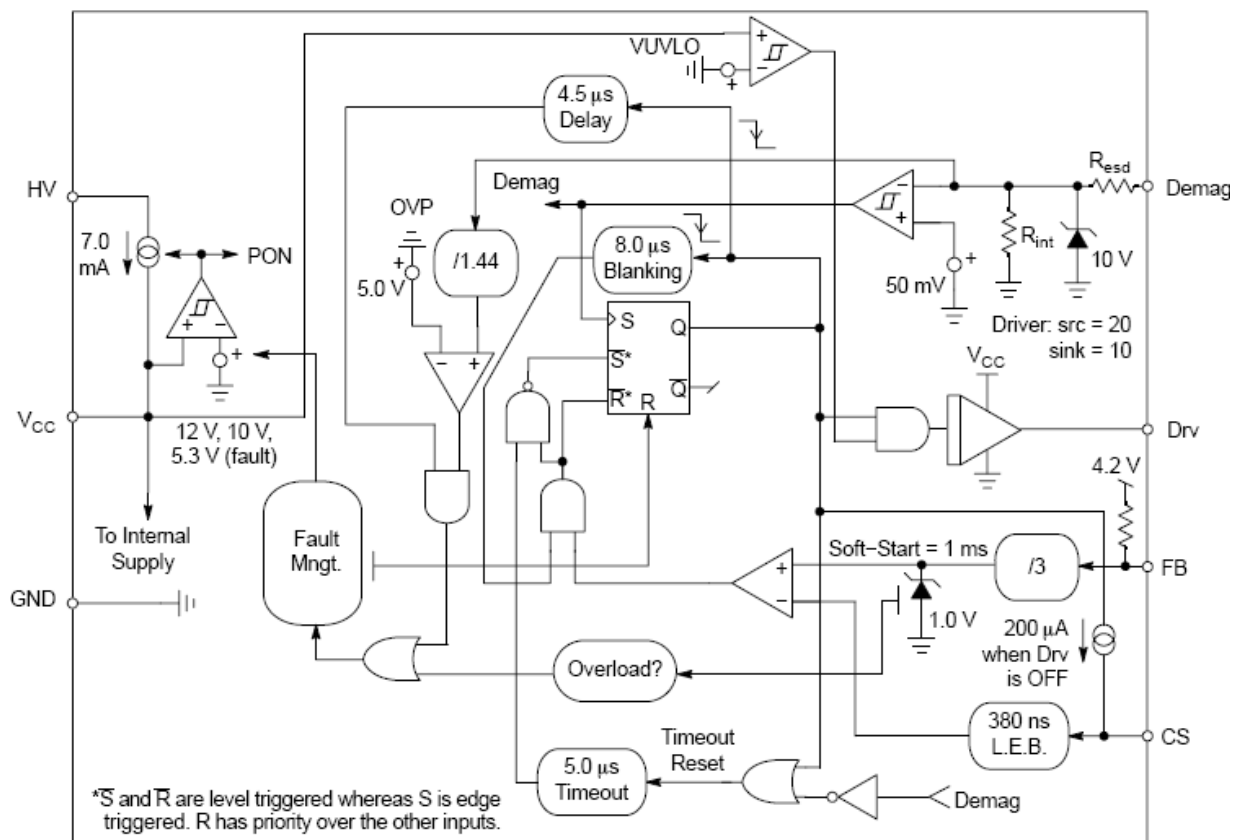 VUVLO
+
−
+
4.5 μs
Delay
HV
Demag
−
+
Resd
Demag
OVP
+
5.0 V
/1.44
8.0 μs
Blanking
Rint
+
50 mV
10 V
7.0
mA
PON
+
−
+
S
Q
Driver: src = 20
sink = 10
−
+
S*
Q
R*
R
VCC
VCC
12 V, 10 V,
5.3 V (fault)
Drv
4.2 V
To Internal
Supply
Fault
Mngt.
Soft−Start = 1 ms
+
−
/3
FB
GND
1.0 V
200 μA
when Drv
is OFF
Overload?
380 ns
L.E.B.
CS
Timeout
Reset
5.0 μs
Timeout
Demag
*S̅ and R̅ are level triggered whereas S is edge
triggered. R has priority over the other inputs.